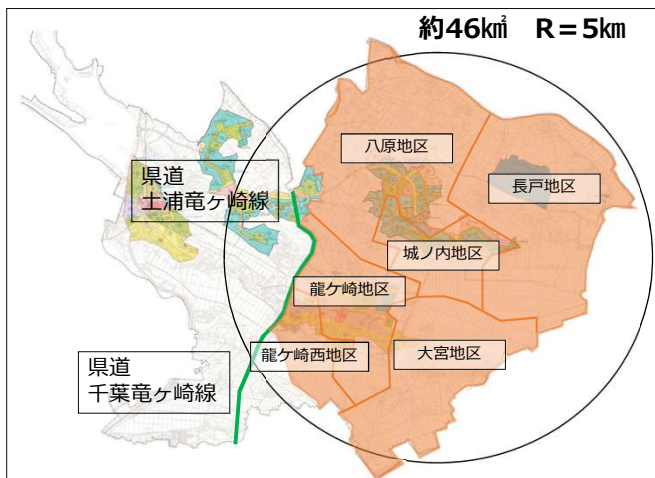 約46㎢ R=5㎞
八原地区
長戸地区
県道
土浦竜ヶ崎線
城ノ内地区
龍ケ崎地区
龍ケ崎西地区
大宮地区
県道
千葉竜ヶ崎線